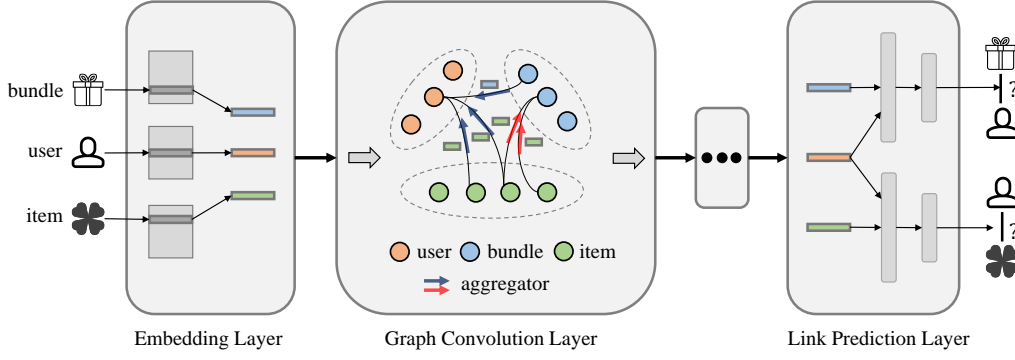 bundle
user
item
Embedding Layer
user
bundle
item
aggregator
Graph Convolution Layer
?
?
Link Prediction Layer